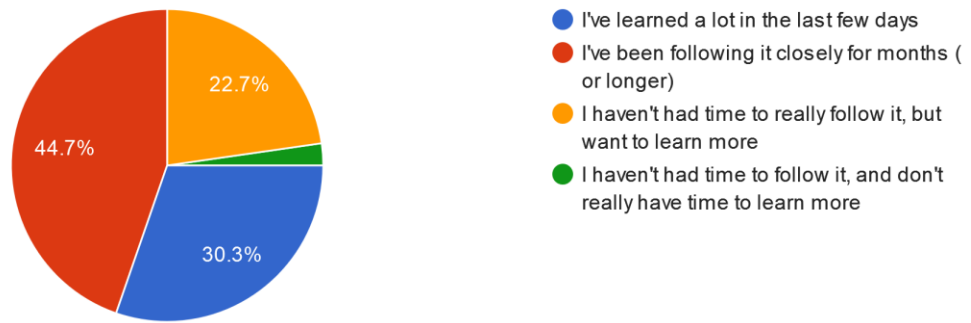 22.7%
44.7%
30.3%
I've learned a lot in the last few days
I've been following it closely for months (
or longer)
I haven't had time to really follow it, but
want to learn more
I haven't had time to follow it, and don't
really have time to learn more